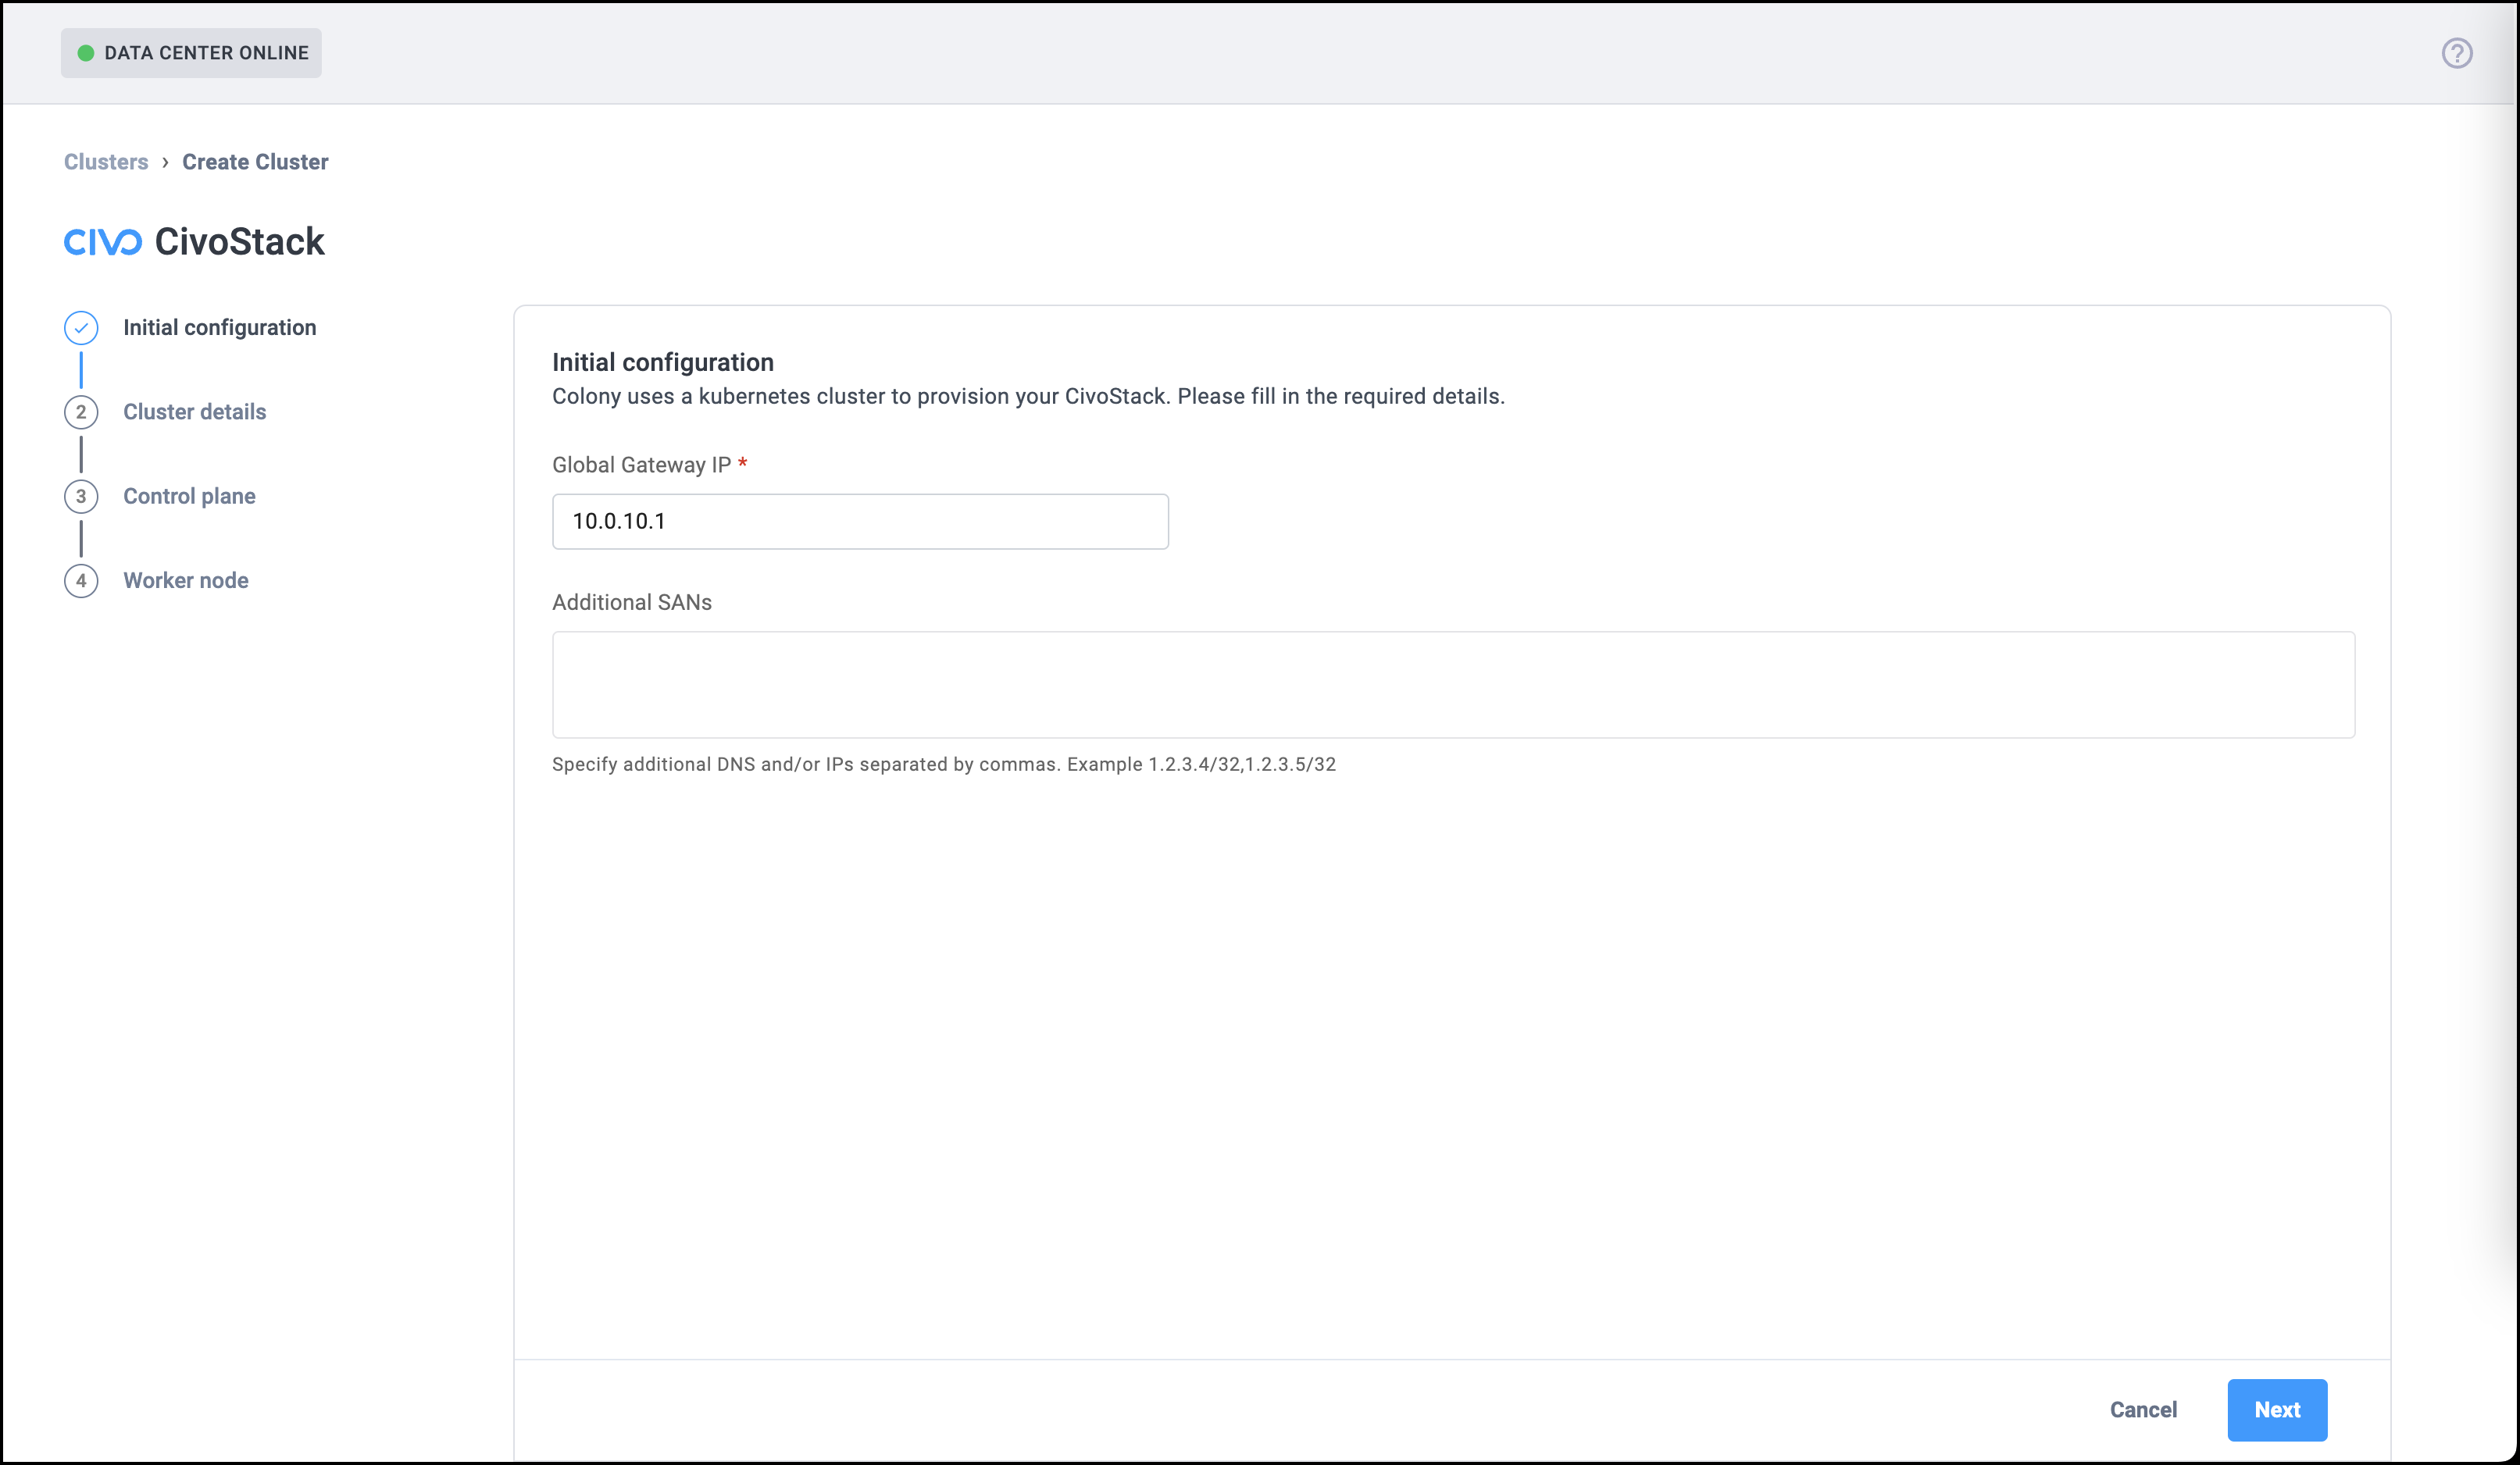 DATA CENTER ONLINE
Clusters › Create Cluster
CIVO CivoStack
Initial configuration
2 Cluster details
3 Control plane
4 Worker node
Initial configuration
Colony uses a kubernetes cluster to provision your CivoStack. Please fill in the required details.
Global Gateway IP *
10.0.10.1
Additional SANs
Specify additional DNS and/or IPs separated by commas. Example 1.2.3.4/32,1.2.3.5/32
Cancel
Next